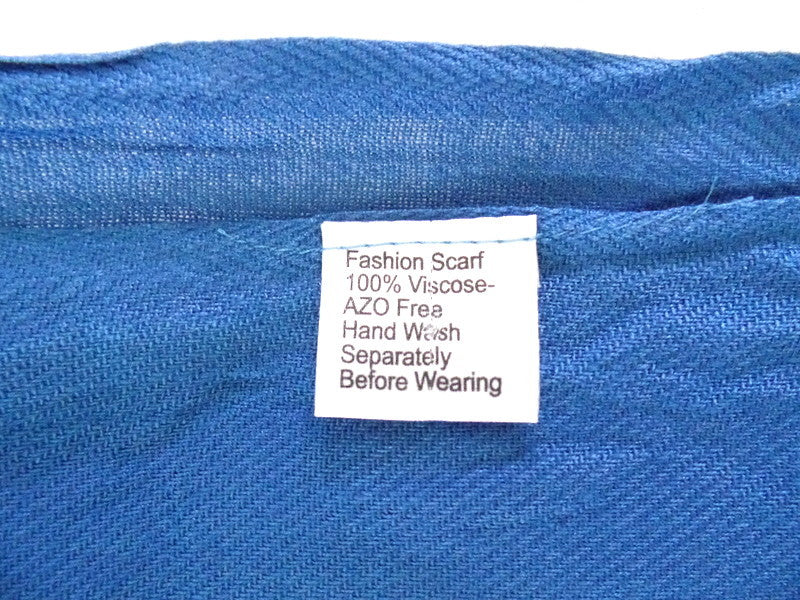 Fashion Scarf
100% Viscose-
AZO Free
Hand Wash
Separately
Before Wearing